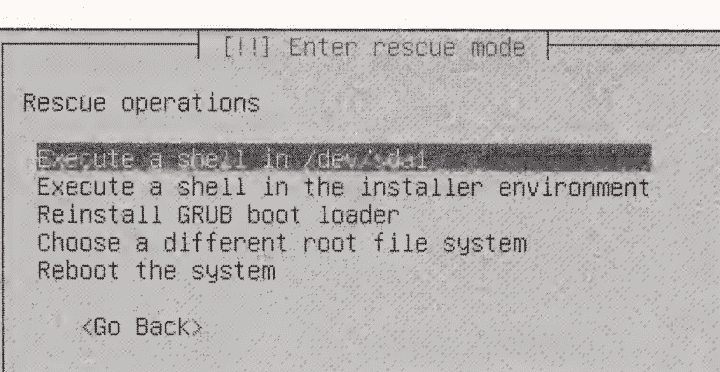 [!!] Enter rescue mode
Rescue operations
Execute a shell in /dev/vda1
Execute a shell in the installer environment
Reinstall GRUB boot loader
Choose a different root file system
Reboot the system
<Go Back>